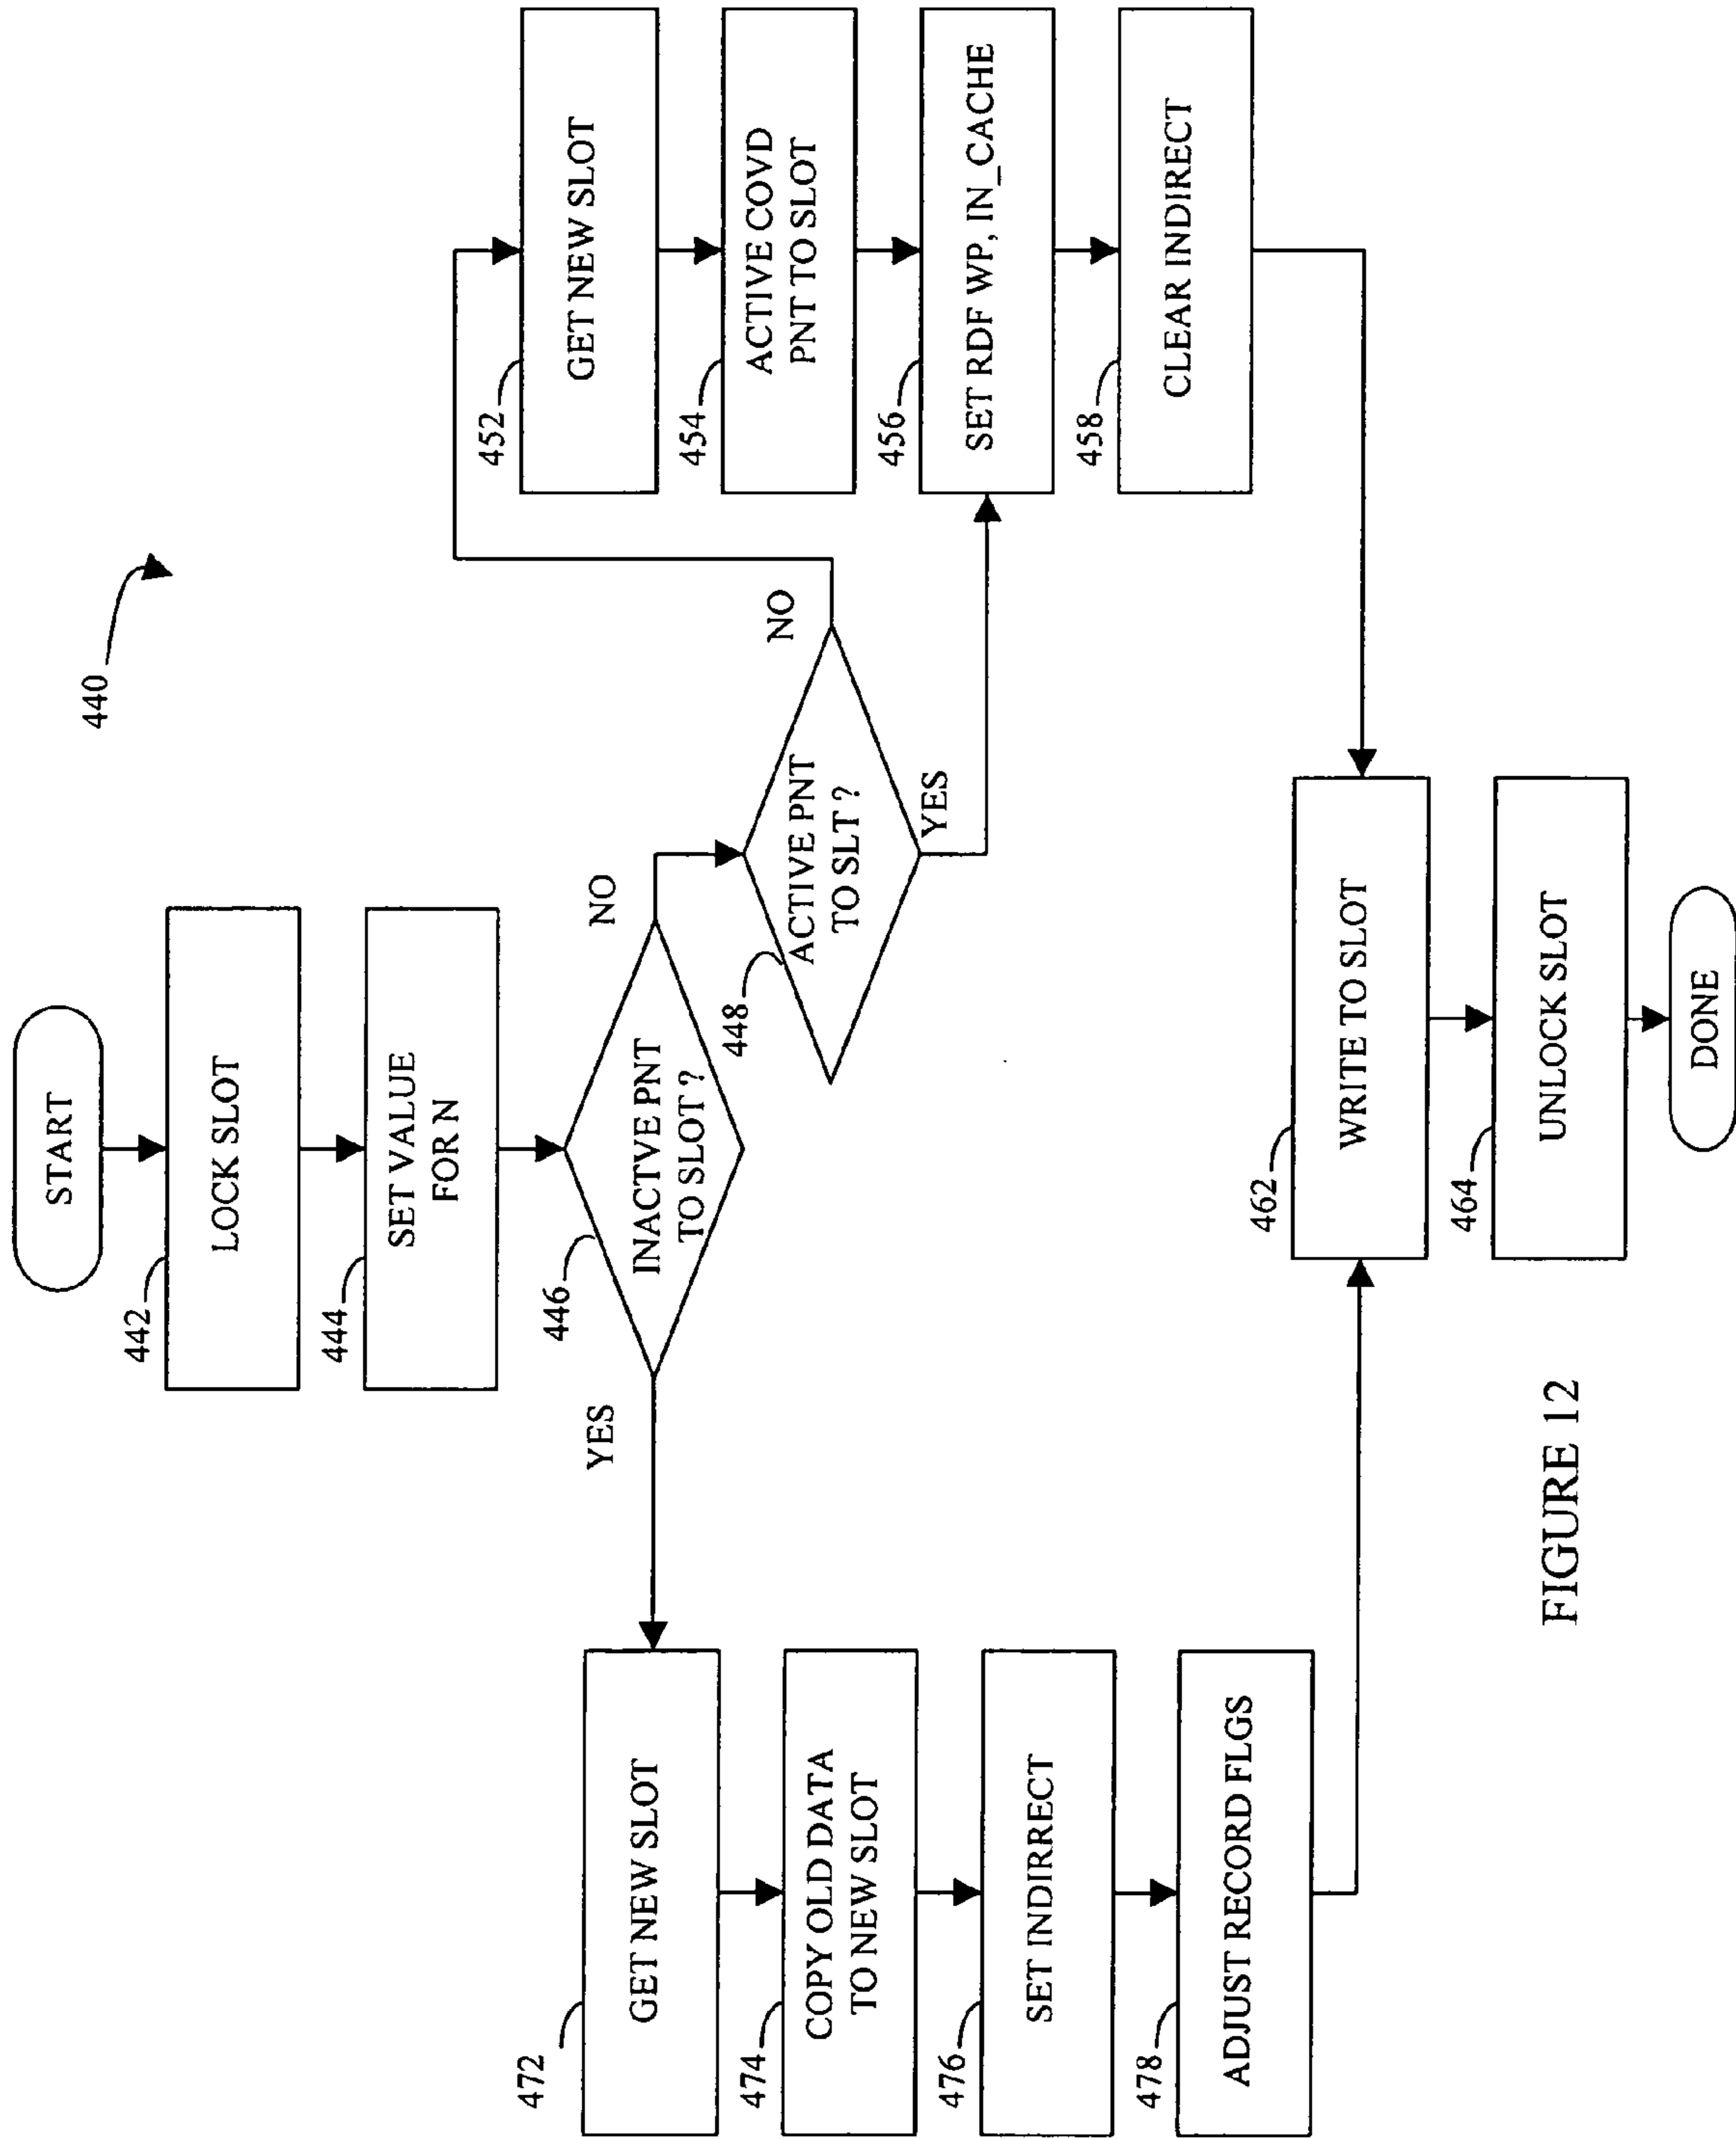 440
START
442
LOCK SLOT
444
SET VALUE
FOR N
446
INACTVE PNT
TO SLOT ?
YES
NO
448
ACTIVE PNT
TO SLT ?
NO
YES
452
GET NEW SLOT
454
ACTIVE COVD
PNT TO SLOT
456
SET RDF WP, IN_CACHE
458
CLEAR INDIRECT
472
GET NEW SLOT
474
COPY OLD DATA
TO NEW SLOT
476
SET INDIRECT
478
ADJUST RECORD FLGS
462
WRITE TO SLOT
464
UNLOCK SLOT
DONE
FIGURE 12